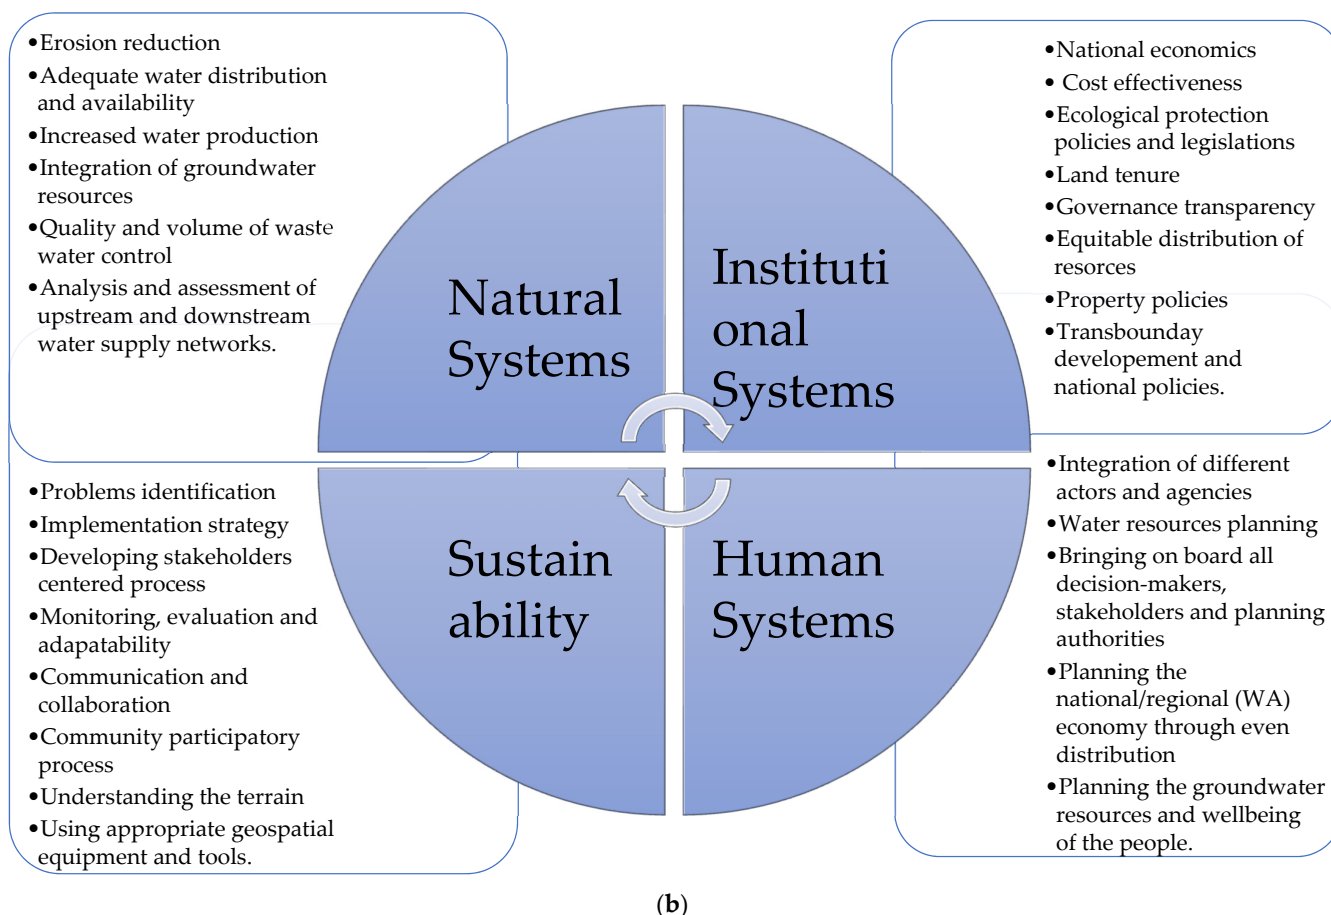 •Erosion reduction
•Adequate water distribution
and availability
•Increased water production
•Integration of groundwater
resources
•Quality and volume of waste
water control
•Analysis and assessment of
upstream and downstream
water supply networks.
Natural
Systems
Instituti
onal
Systems
•National economics
• Cost effectiveness
•Ecological protection
policies and legislations
•Land tenure
•Governance transparency
•Equitable distribution of
resorces
•Property policies
•Transbounday
developement and
national policies.
•Problems identification
•Implementation strategy
•Developing stakeholders
centered process
•Monitoring, evaluation and
adapatability
•Communication and
collaboration
•Community participatory
process
•Understanding the terrain
•Using appropriate geospatial
equipment and tools.
Sustain
ability
Human
Systems
•Integration of different
actors and agencies
•Water resources planning
•Bringing on board all
decision-makers,
stakeholders and planning
authorities
•Planning the
national/regional (WA)
economy through even
distribution
•Planning the groundwater
resources and wellbeing
of the people.
(b)